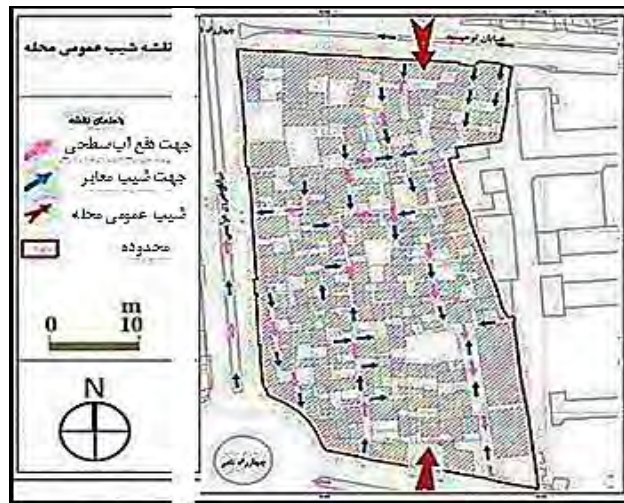 نقشه شیب عمومی محله
راهنمای نقشه
جهت دفع آب سطحی
جهت شیب معابر
شیب عمومی محله
محدوده
m
0 10
N
خیابان